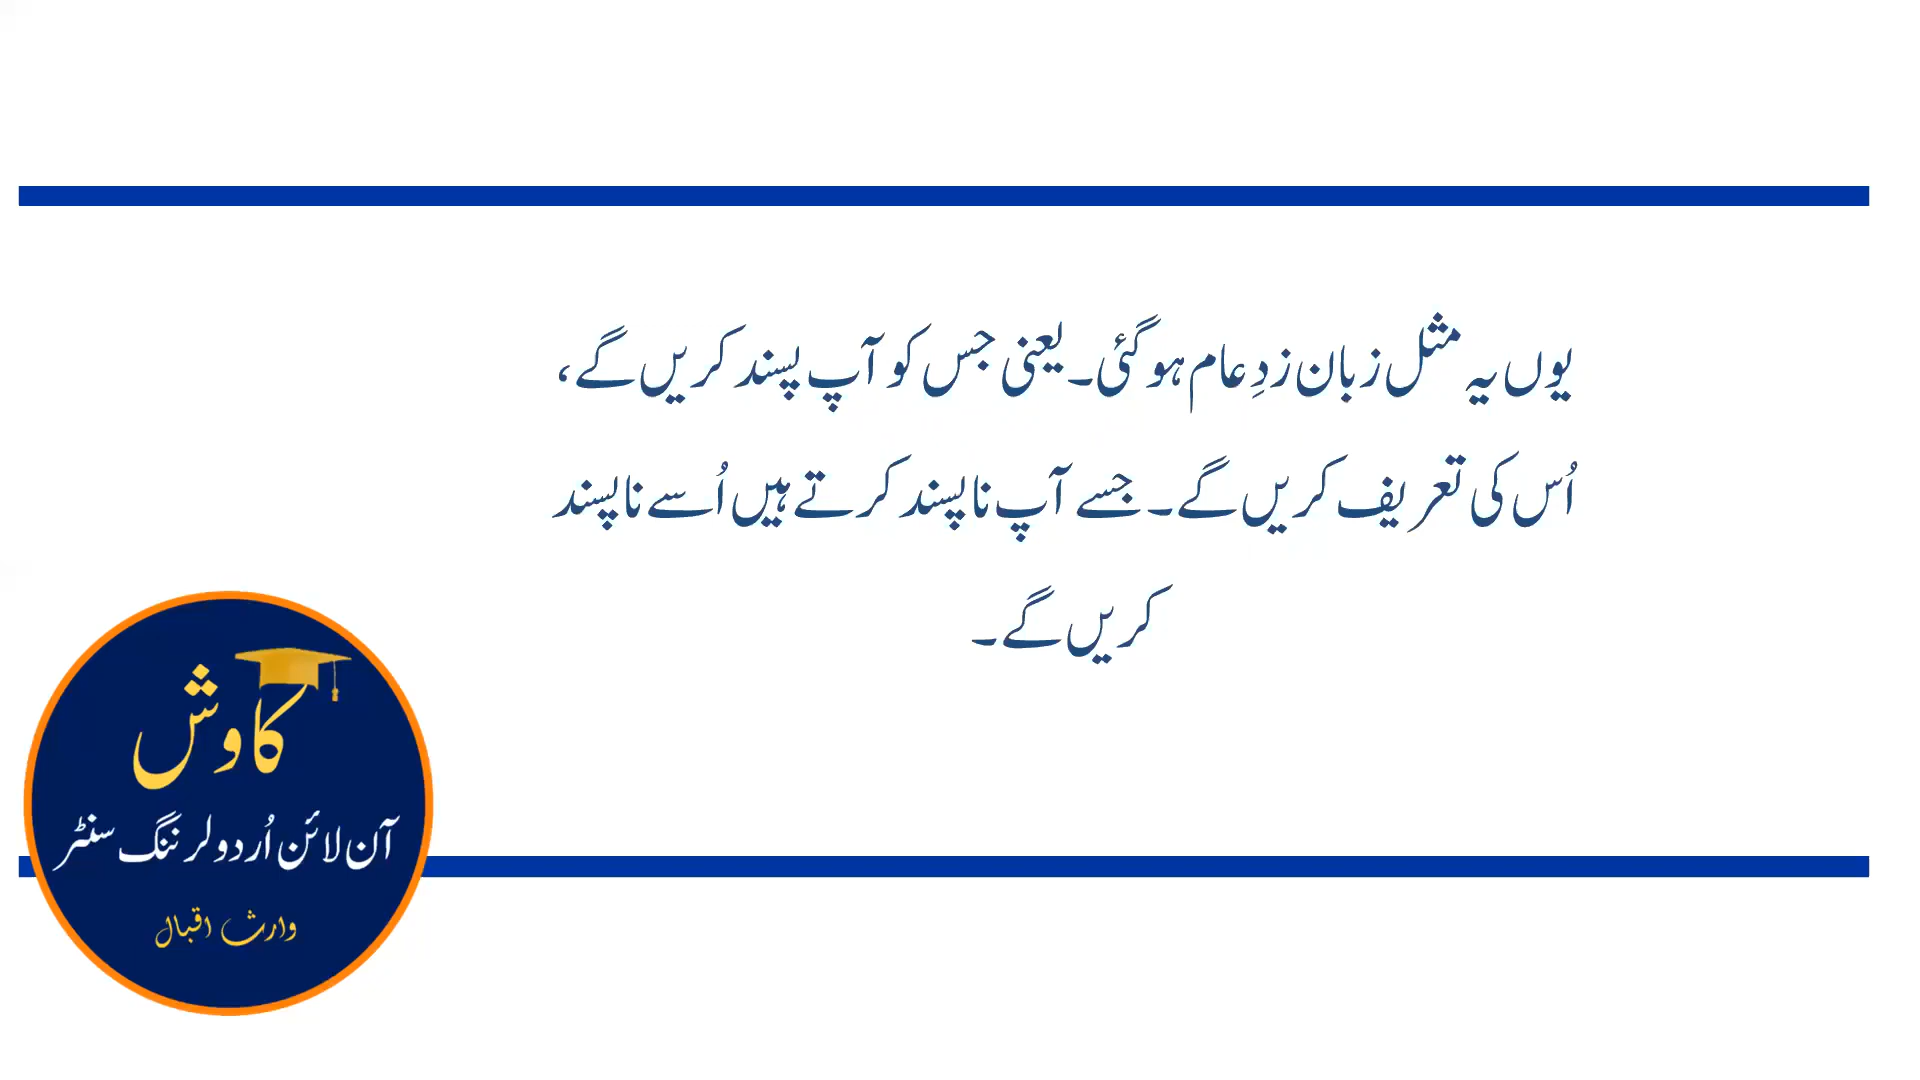 یوں یہ مثل زبان زدِ عام ہو گئی۔ یعنی جس کو آپ پسند کریں گے،
اُس کی تعریف کریں گے۔ جسے آپ ناپسند کرتے ہیں اُسے ناپسند
کریں گے۔
کاوش
آن لائن اُردو لرننگ سنٹر
وارث اقبال